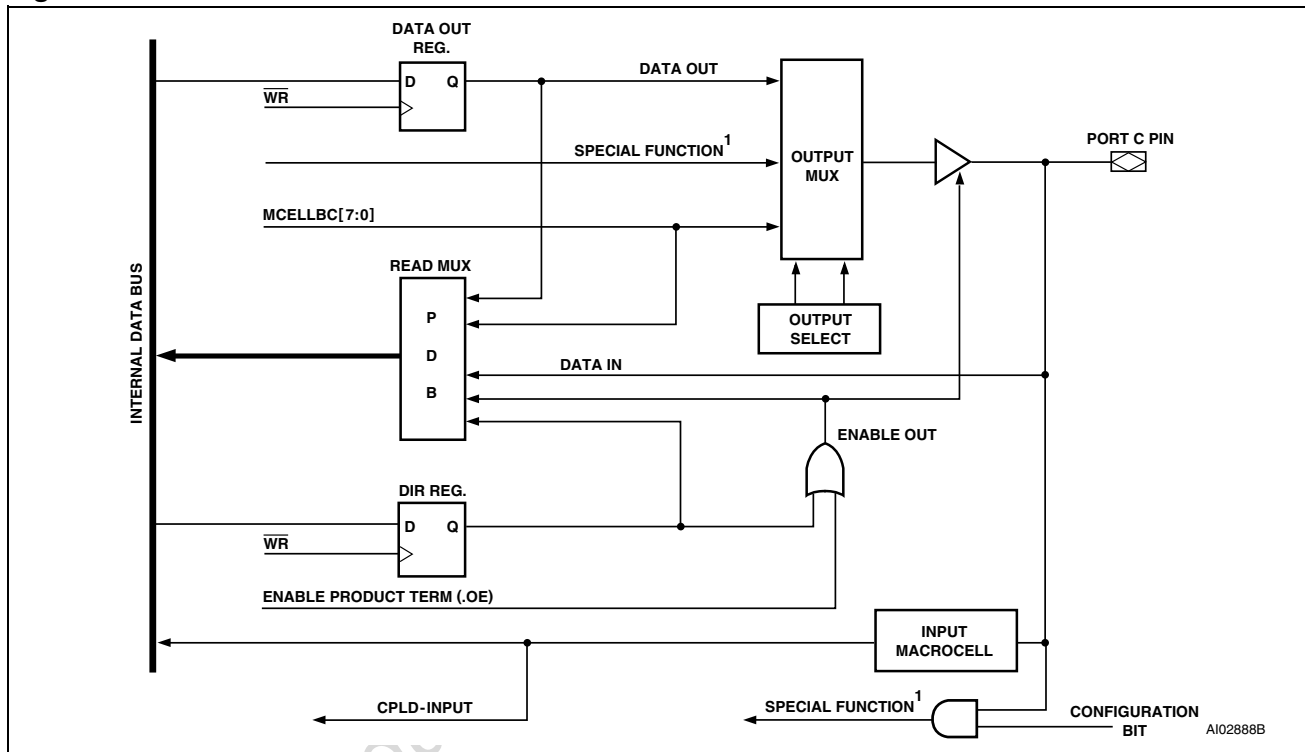 DATA OUT
REG.
D Q
WR
DATA OUT
SPECIAL FUNCTION1
OUTPUT
MUX
PORT C PIN
MCELLBC[7:0]
READ MUX
P
D
B
INTERNAL DATA BUS
OUTPUT
SELECT
DATA IN
ENABLE OUT
DIR REG.
D Q
WR
ENABLE PRODUCT TERM (.OE)
INPUT
MACROCELL
CPLD-INPUT
SPECIAL FUNCTION1
CONFIGURATION
BIT
AI02888B